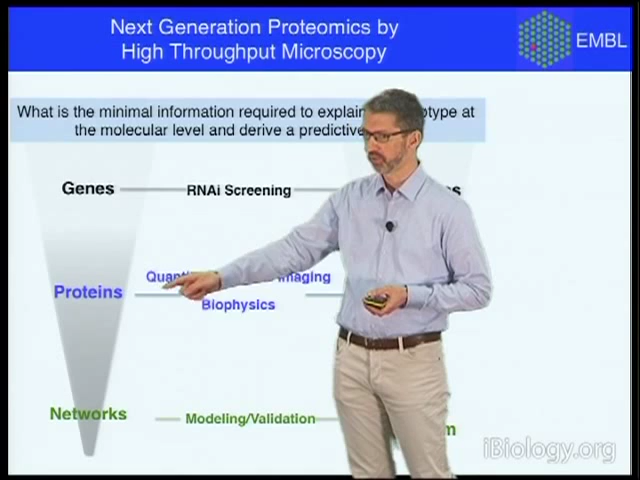 Next Generation Proteomics by
High Throughput Microscopy
EMBL
What is the minimal information required to explain
at the molecular level and derive a predictive
Genes
RNAi Screening
Proteins
Imaging
Biophysics
Networks
Modeling/Validation
iBiology.org